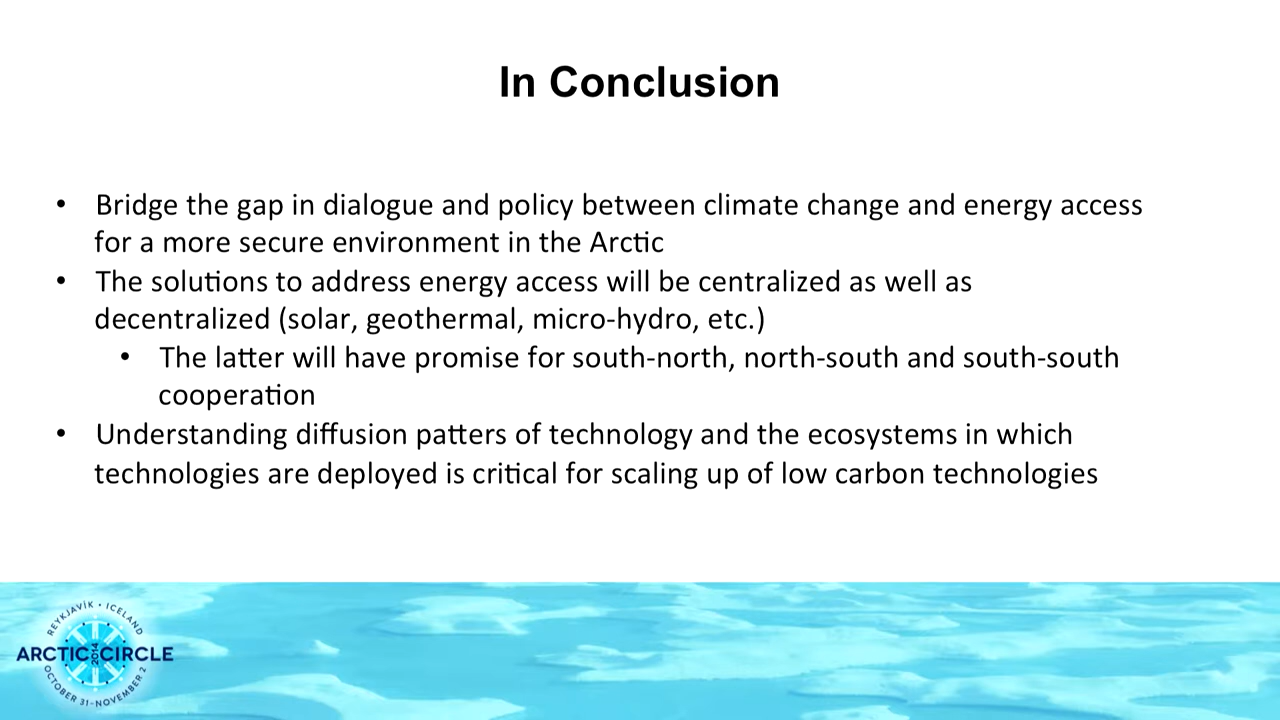 In Conclusion
• Bridge the gap in dialogue and policy between climate change and energy access
for a more secure environment in the Arctic
• The solutions to address energy access will be centralized as well as
decentralized (solar, geothermal, micro-hydro, etc.)
• The latter will have promise for south-north, north-south and south-south
cooperation
• Understanding diffusion patters of technology and the ecosystems in which
technologies are deployed is critical for scaling up of low carbon technologies
REYKJAVÍK • ICELAND
ARCTIC 2014 CIRCLE
OCTOBER 31-NOVEMBER 2